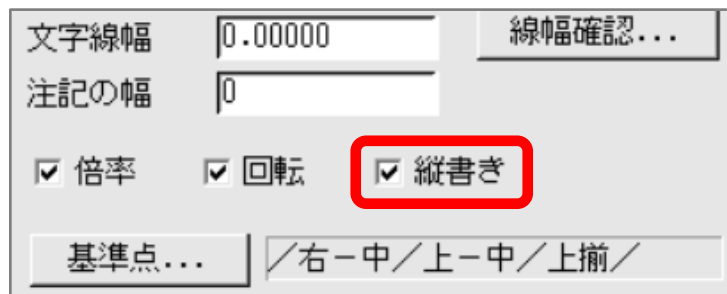 文字線幅 0.00000 線幅確認...
注記の幅 0
倍率 回転 縦書き
基準点... /右-中/上-中/上揃/